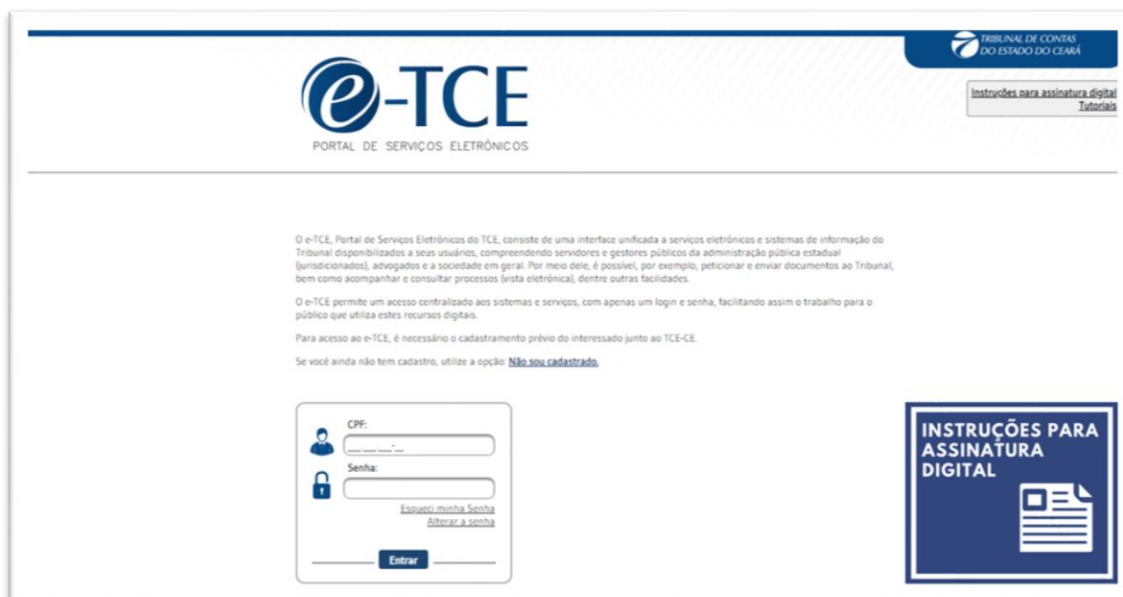 TRIBUNAL DE CONTAS
DO ESTADO DO CEARÁ
Instruções para assinatura digital
Tutoriais
e-TCE
PORTAL DE SERVIÇOS ELETRÔNICOS
O e-TCE, Portal de Serviços Eletrônicos do TCE, consiste de uma interface unificada a serviços eletrônicos e sistemas de informação do
Tribunal disponibilizados a seus usuários, compreendendo servidores e gestores públicos da administração pública estadual
(jurisdicionados), advogados e a sociedade em geral. Por meio dele, é possível, por exemplo, peticionar e enviar documentos ao Tribunal,
bem como acompanhar e consultar processos (vista eletrônica), dentre outras facilidades.
O e-TCE permite um acesso centralizado aos sistemas e serviços, com apenas um login e senha, facilitando assim o trabalho para o
público que utiliza estes recursos digitais.
Para acesso ao e-TCE, é necessário o cadastramento prévio do interessado junto ao TCE-CE.
Se você ainda não tem cadastro, utilize a opção: Não sou cadastrado.
CPF:
___.___.___-__
Senha:
Esqueci minha Senha
Alterar a senha
Entrar
INSTRUÇÕES PARA
ASSINATURA
DIGITAL